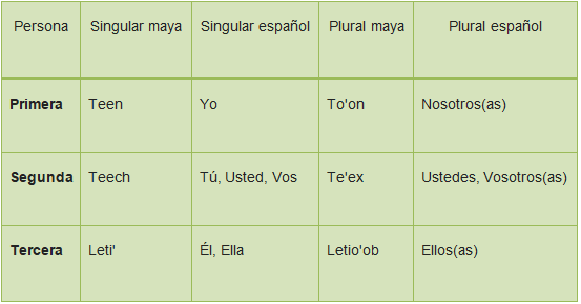 Persona Singular maya Singular español Plural maya Plural español
Primera Teen Yo To'on Nosotros(as)
Segunda Teech Tú, Usted, Vos Te'ex Ustedes, Vosotros(as)
Tercera Leti' Él, Ella Letio'ob Ellos(as)